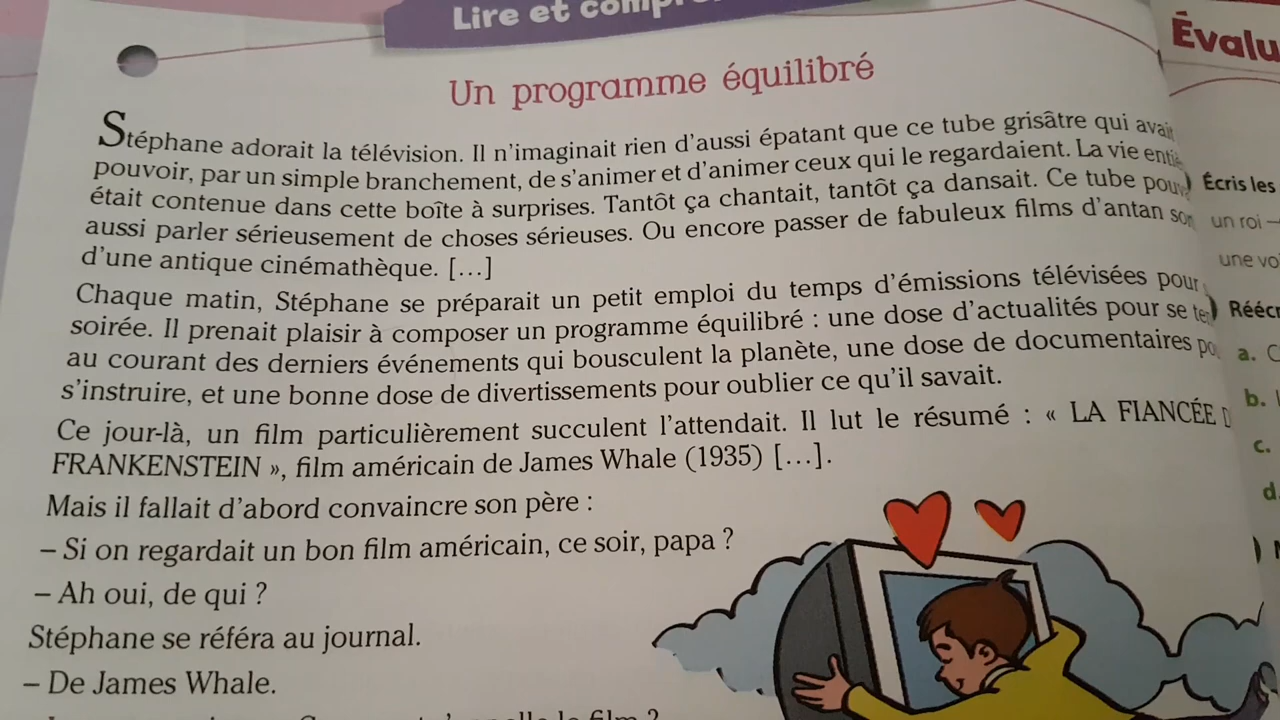 Lire et
Un programme équilibré
Stéphane adorait la télévision. Il n'imaginait rien d'aussi épatant que ce tube grisâtre qui
pouvoir, par un simple branchement, de s'animer et d'animer ceux qui le regardaient. La vie
était contenue dans cette boîte à surprises. Tantôt ça chantait, tantôt ça dansait. Ce tube
aussi parler sérieusement de choses sérieuses. Ou encore passer de fabuleux films d'antan
d'une antique cinémathèque. […]
Chaque matin, Stéphane se préparait un petit emploi du temps d'émissions télévisées pour
soirée. Il prenait plaisir à composer un programme équilibré : une dose d'actualités pour se
au courant des derniers événements qui bousculent la planète, une dose de documentaires
s'instruire, et une bonne dose de divertissements pour oublier ce qu'il savait.
Ce jour-là, un film particulièrement succulent l'attendait. Il lut le résumé : « LA FIANCÉE
FRANKENSTEIN », film américain de James Whale (1935) […].
Mais il fallait d'abord convaincre son père :
– Si on regardait un bon film américain, ce soir, papa ?
– Ah oui, de qui ?
Stéphane se référa au journal.
– De James Whale.
le film ?
Écris les
un roi –
une
a.
b.
c.
d.